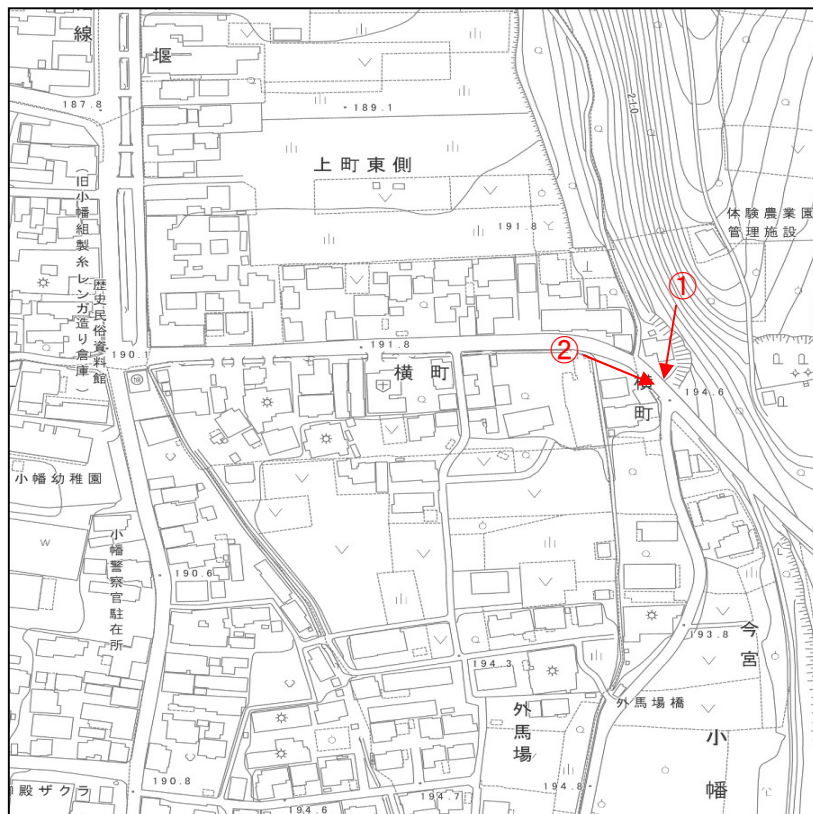 線
堰
187.8
189.1
上町東側
210
体験農業園
管理施設
191.8
(旧小幡組製糸レンガ造り倉庫)
歴史民俗資料館
①
190.1
191.8
②
横町
横町
194.6
小幡幼稚園
小幡警察官駐在所
190.6
193.8
今宮
194.3
外馬場
外馬場橋
小幡
190.8
殿ザクラ
194.7
194.8
194.6